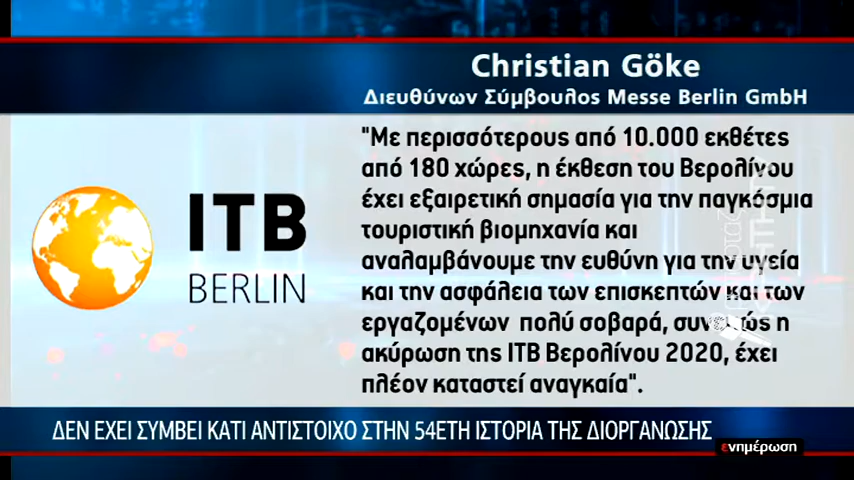 Christian Göke
Διευθύνων Σύμβουλος Messe Berlin GmbH
"Με περισσότερους από 10.000 εκθέτες
από 180 χώρες, η έκθεση του Βερολίνου
έχει εξαιρετική σημασία για την παγκόσμια
τουριστική βιομηχανία και
αναλαμβάνουμε την ευθύνη για την υγεία
και την ασφάλεια των επισκεπτών και των
εργαζομένων πολύ σοβαρά, συνεπώς η
ακύρωση της ITB Βερολίνου 2020, έχει
πλέον καταστεί αναγκαία".
ITB
BERLIN
ΔΕΝ ΕΧΕΙ ΣΥΜΒΕΙ ΚΑΤΙ ΑΝΤΙΣΤΟΙΧΟ ΣΤΗΝ 54ΕΤΗ ΙΣΤΟΡΙΑ ΤΗΣ ΔΙΟΡΓΑΝΩΣΗΣ
ενημέρωση